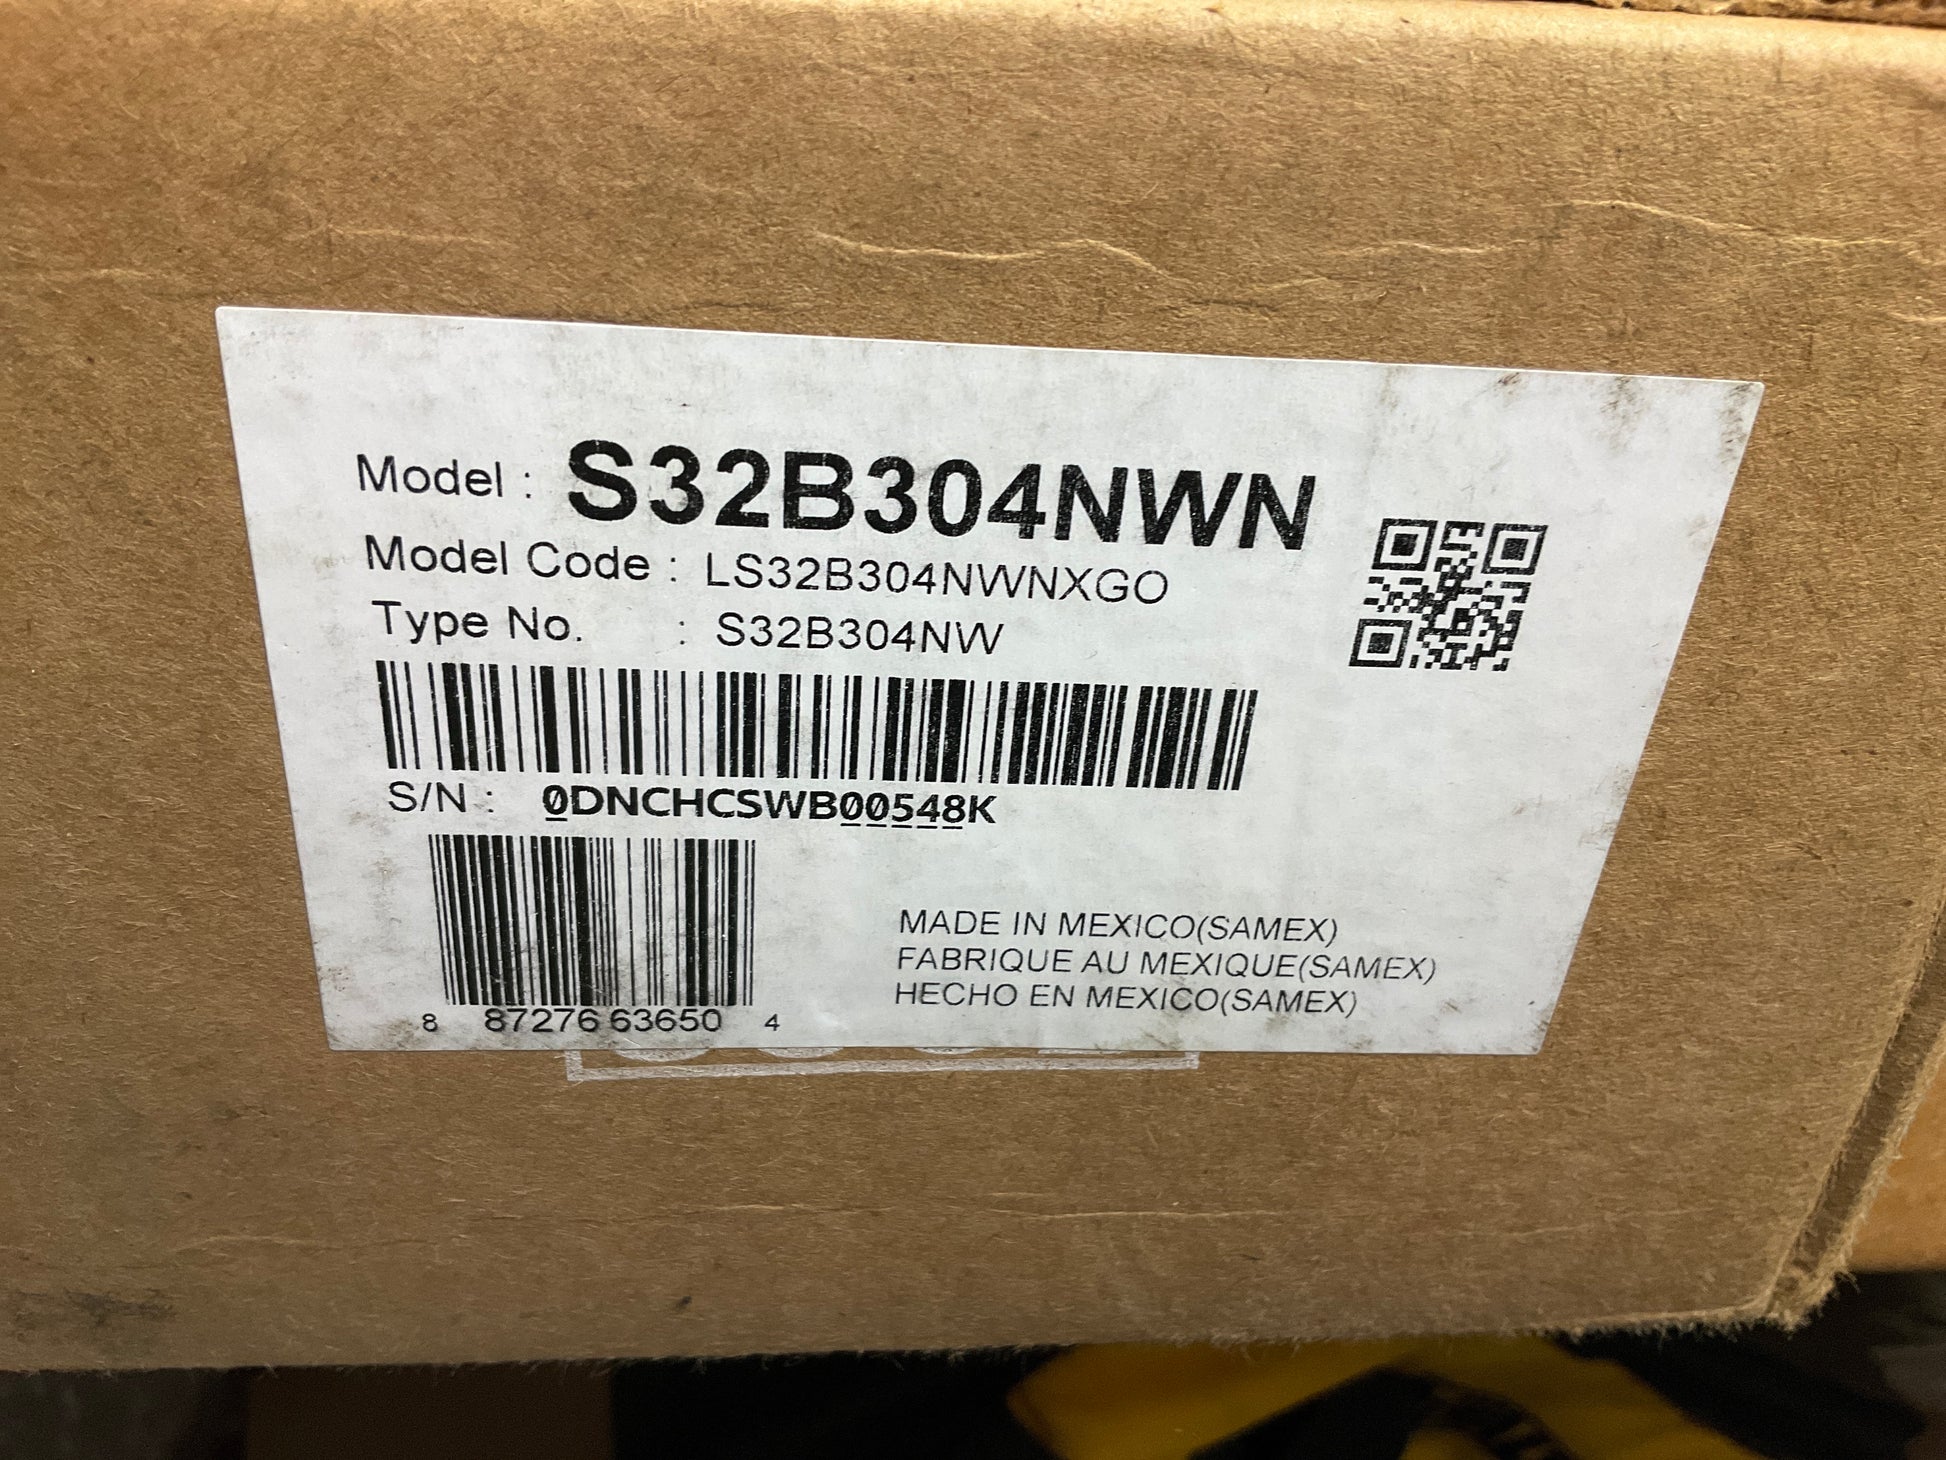 Model : S32B304NWN
Model Code : LS32B304NWNXGO
Type No. : S32B304NW
S/N : 0DNCHCSWB00548K
8 87276 63650 4
MADE IN MEXICO(SAMEX)
FABRIQUE AU MEXIQUE(SAMEX)
HECHO EN MEXICO(SAMEX)